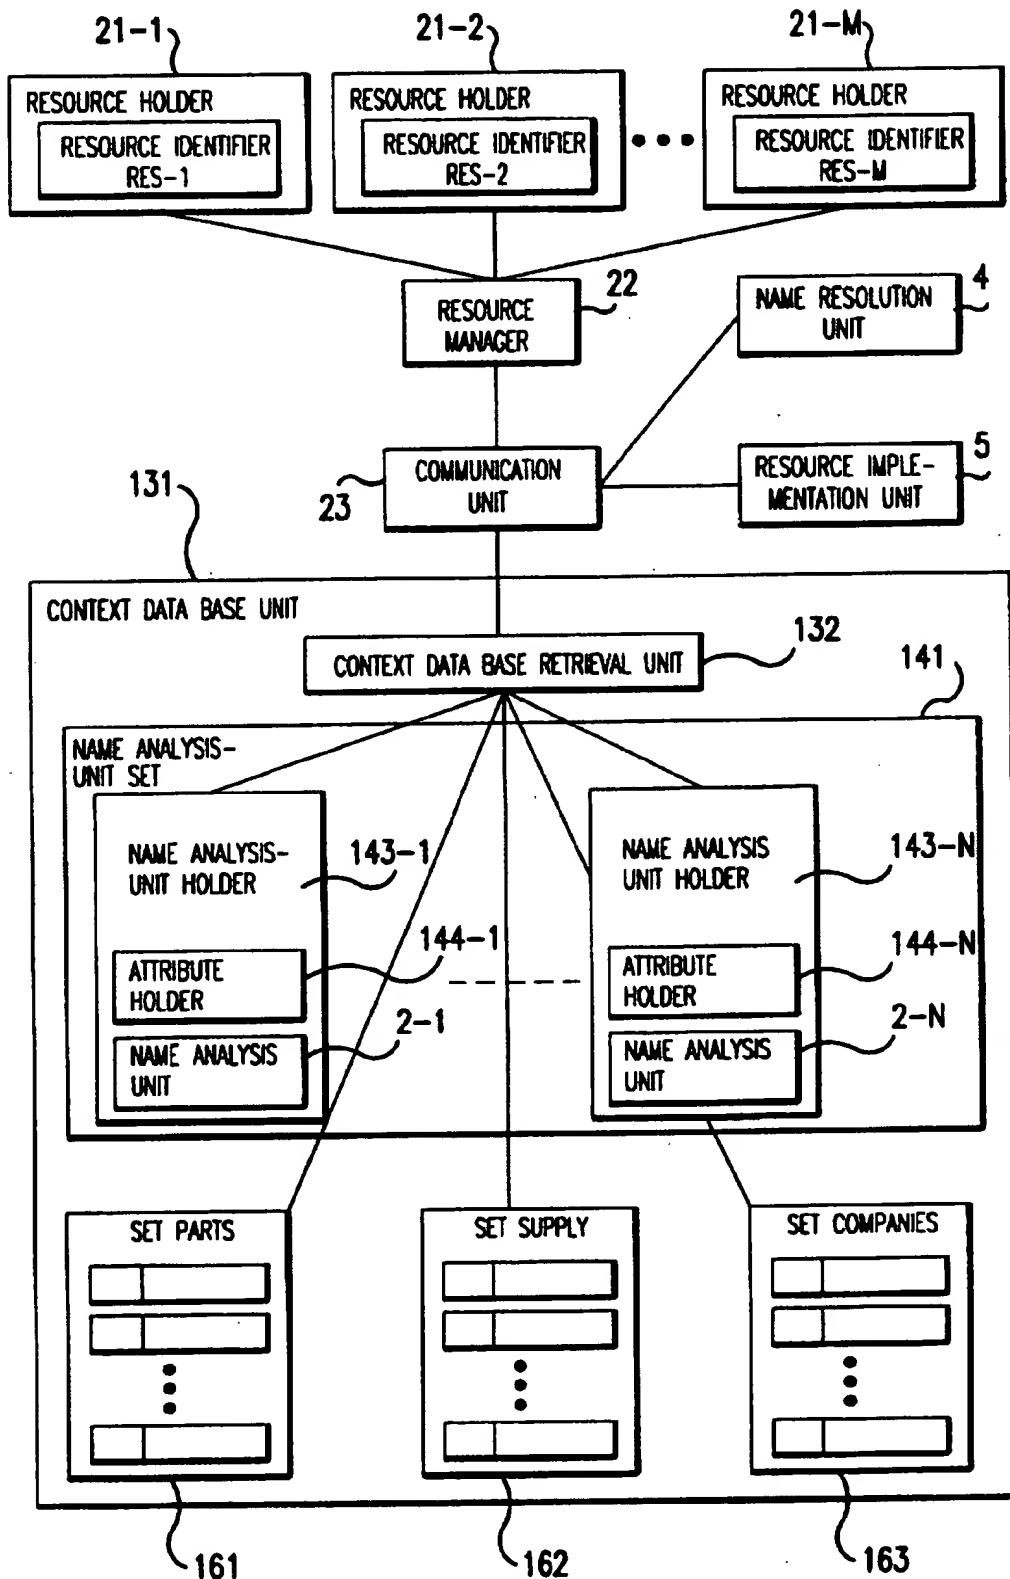 21-1
21-2
21-M
RESOURCE HOLDER
RESOURCE IDENTIFIER
RES-1
RESOURCE HOLDER
RESOURCE IDENTIFIER
RES-2
RESOURCE HOLDER
RESOURCE IDENTIFIER
RES-M
22
RESOURCE
MANAGER
4
NAME RESOLUTION
UNIT
131
23
COMMUNICATION
UNIT
5
RESOURCE IMPLE-
MENTATION UNIT
CONTEXT DATA BASE UNIT
132
CONTEXT DATA BASE RETRIEVAL UNIT
141
NAME ANALYSIS-
UNIT SET
NAME ANALYSIS-
UNIT HOLDER
143-1
NAME ANALYSIS
UNIT HOLDER
143-N
144-1
ATTRIBUTE
HOLDER
144-N
ATTRIBUTE
HOLDER
2-1
NAME ANALYSIS
UNIT
2-N
NAME ANALYSIS
UNIT
SET PARTS
SET SUPPLY
SET COMPANIES
161
162
163